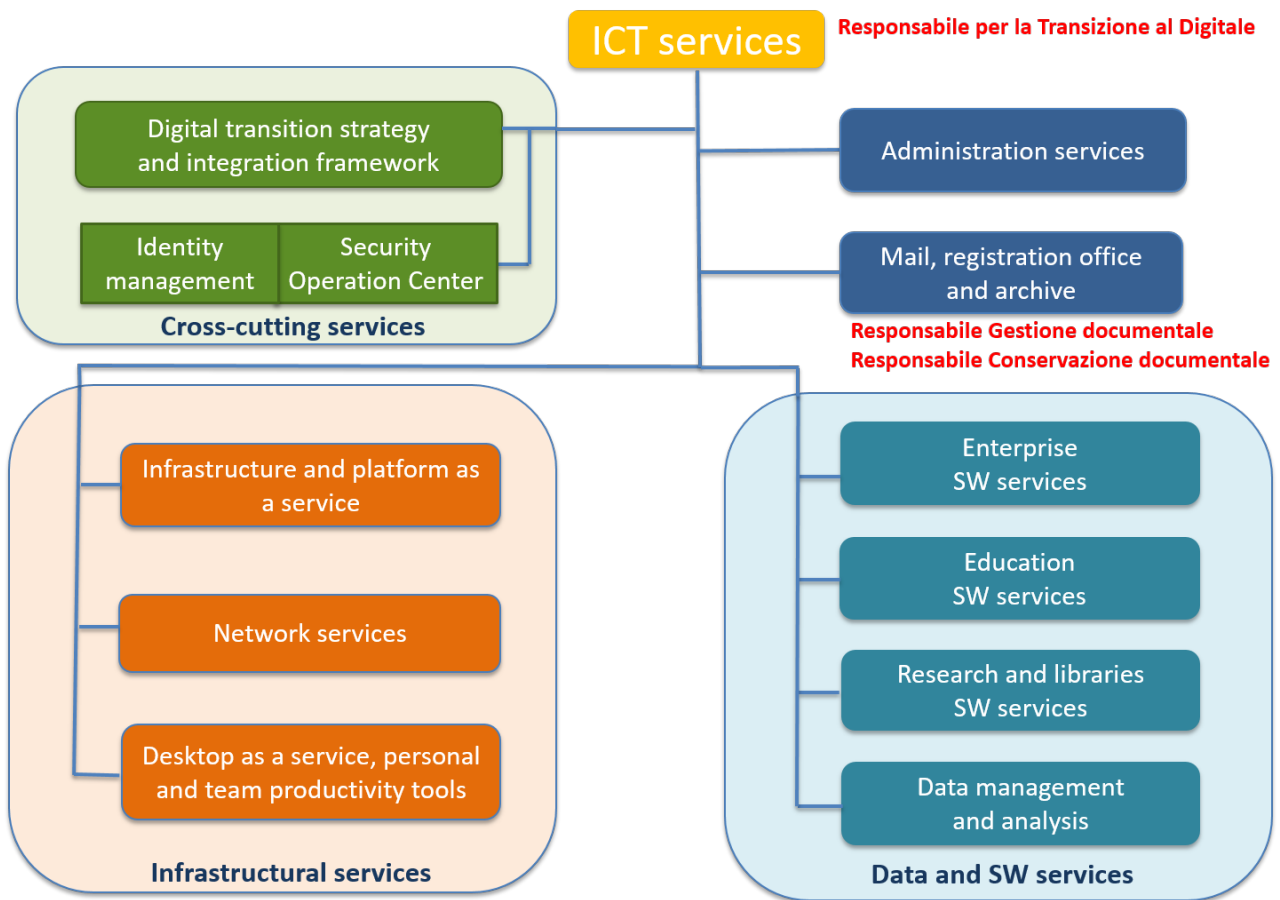 ICT services
Responsabile per la Transizione al Digitale
Digital transition strategy
and integration framework
Identity
management
Security
Operation Center
Cross-cutting services
Administration services
Mail, registration office
and archive
Responsabile Gestione documentale
Responsabile Conservazione documentale
Infrastructure and platform as
a service
Network services
Desktop as a service, personal
and team productivity tools
Infrastructural services
Enterprise
SW services
Education
SW services
Research and libraries
SW services
Data management
and analysis
Data and SW services